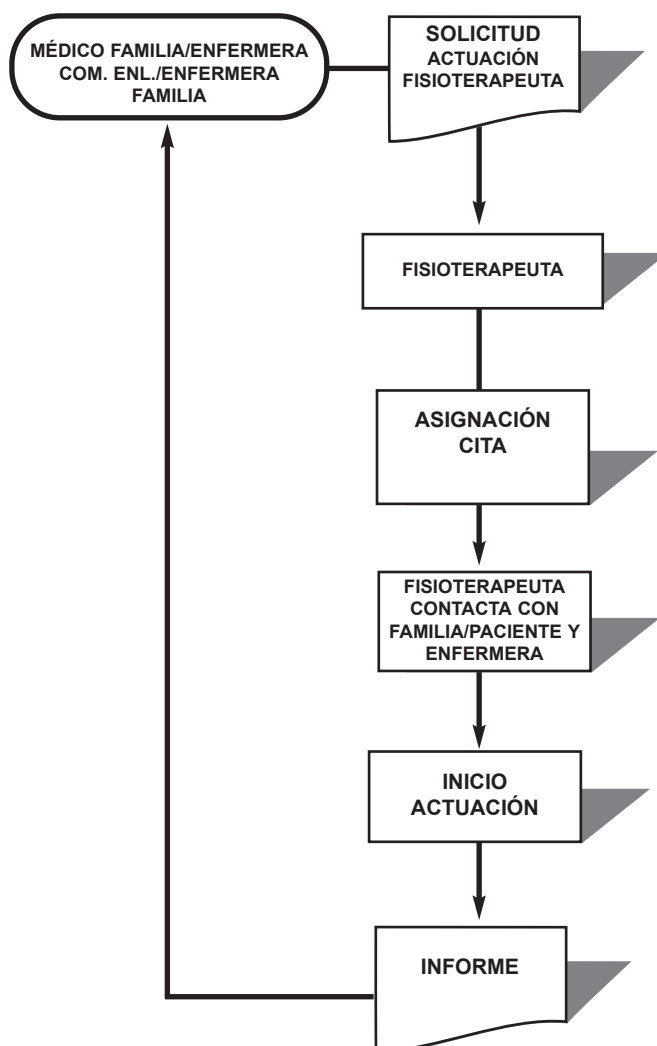 MÉDICO FAMILIA/ENFERMERA
COM. ENL./ENFERMERA
FAMILIA
SOLICITUD
ACTUACIÓN
FISIOTERAPEUTA
FISIOTERAPEUTA
ASIGNACIÓN
CITA
FISIOTERAPEUTA
CONTACTA CON
FAMILIA/PACIENTE Y
ENFERMERA
INICIO
ACTUACIÓN
INFORME